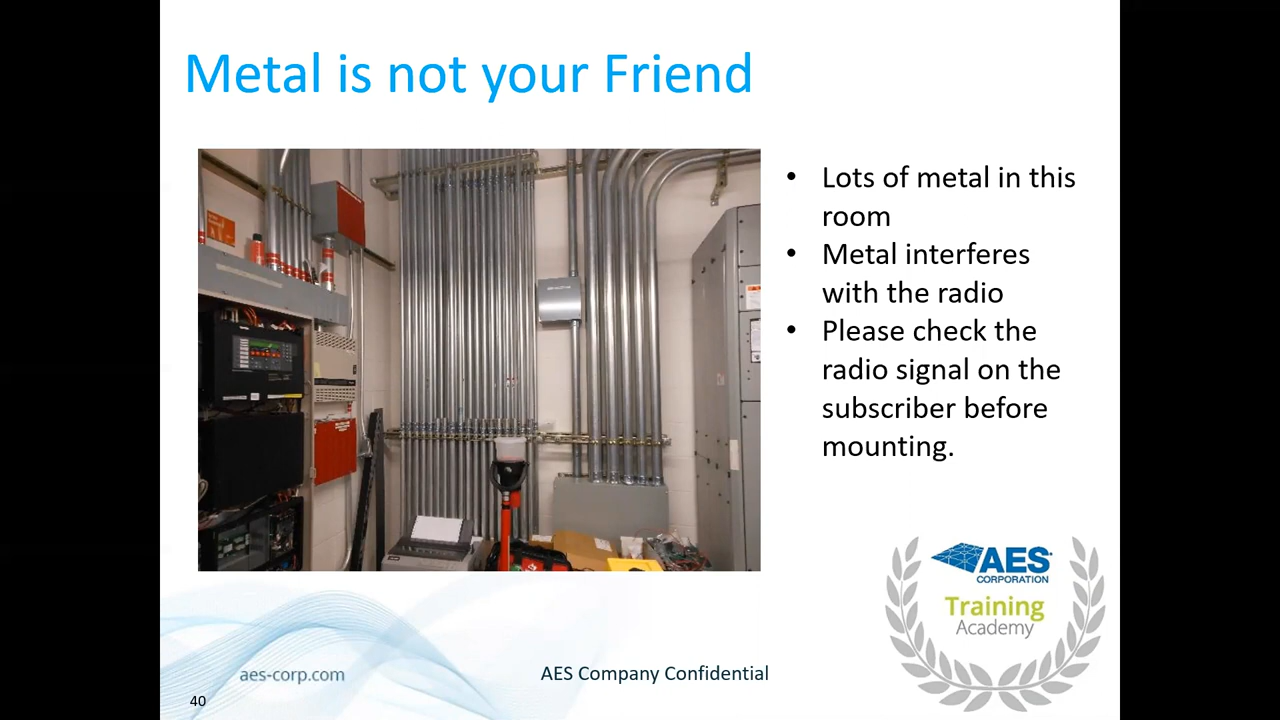 Metal is not your Friend
• Lots of metal in this
room
• Metal interferes
with the radio
• Please check the
radio signal on the
subscriber before
mounting.
AES
CORPORATION
Training
Academy
aes-corp.com
AES Company Confidential
40